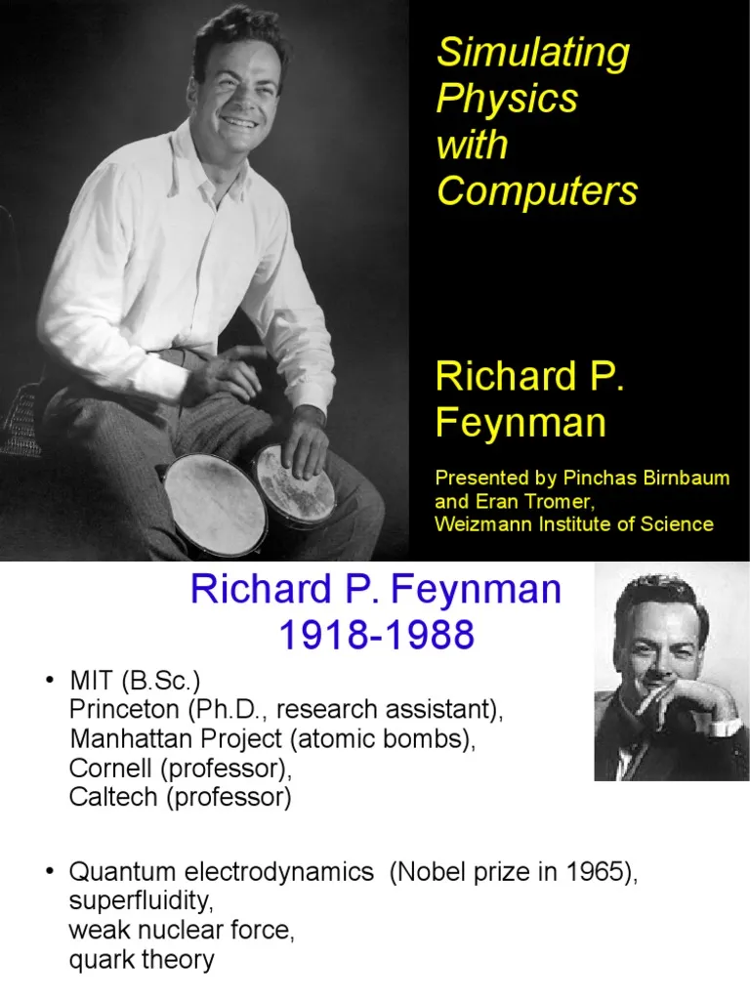 Simulating
Physics
with
Computers
Richard P.
Feynman
Presented by Pinchas Birnbaum
and Eran Tromer,
Weizmann Institute of Science
Richard P. Feynman
1918-1988
• MIT (B.Sc.)
Princeton (Ph.D., research assistant),
Manhattan Project (atomic bombs),
Cornell (professor),
Caltech (professor)
• Quantum electrodynamics  (Nobel prize in 1965),
superfluidity,
weak nuclear force,
quark theory